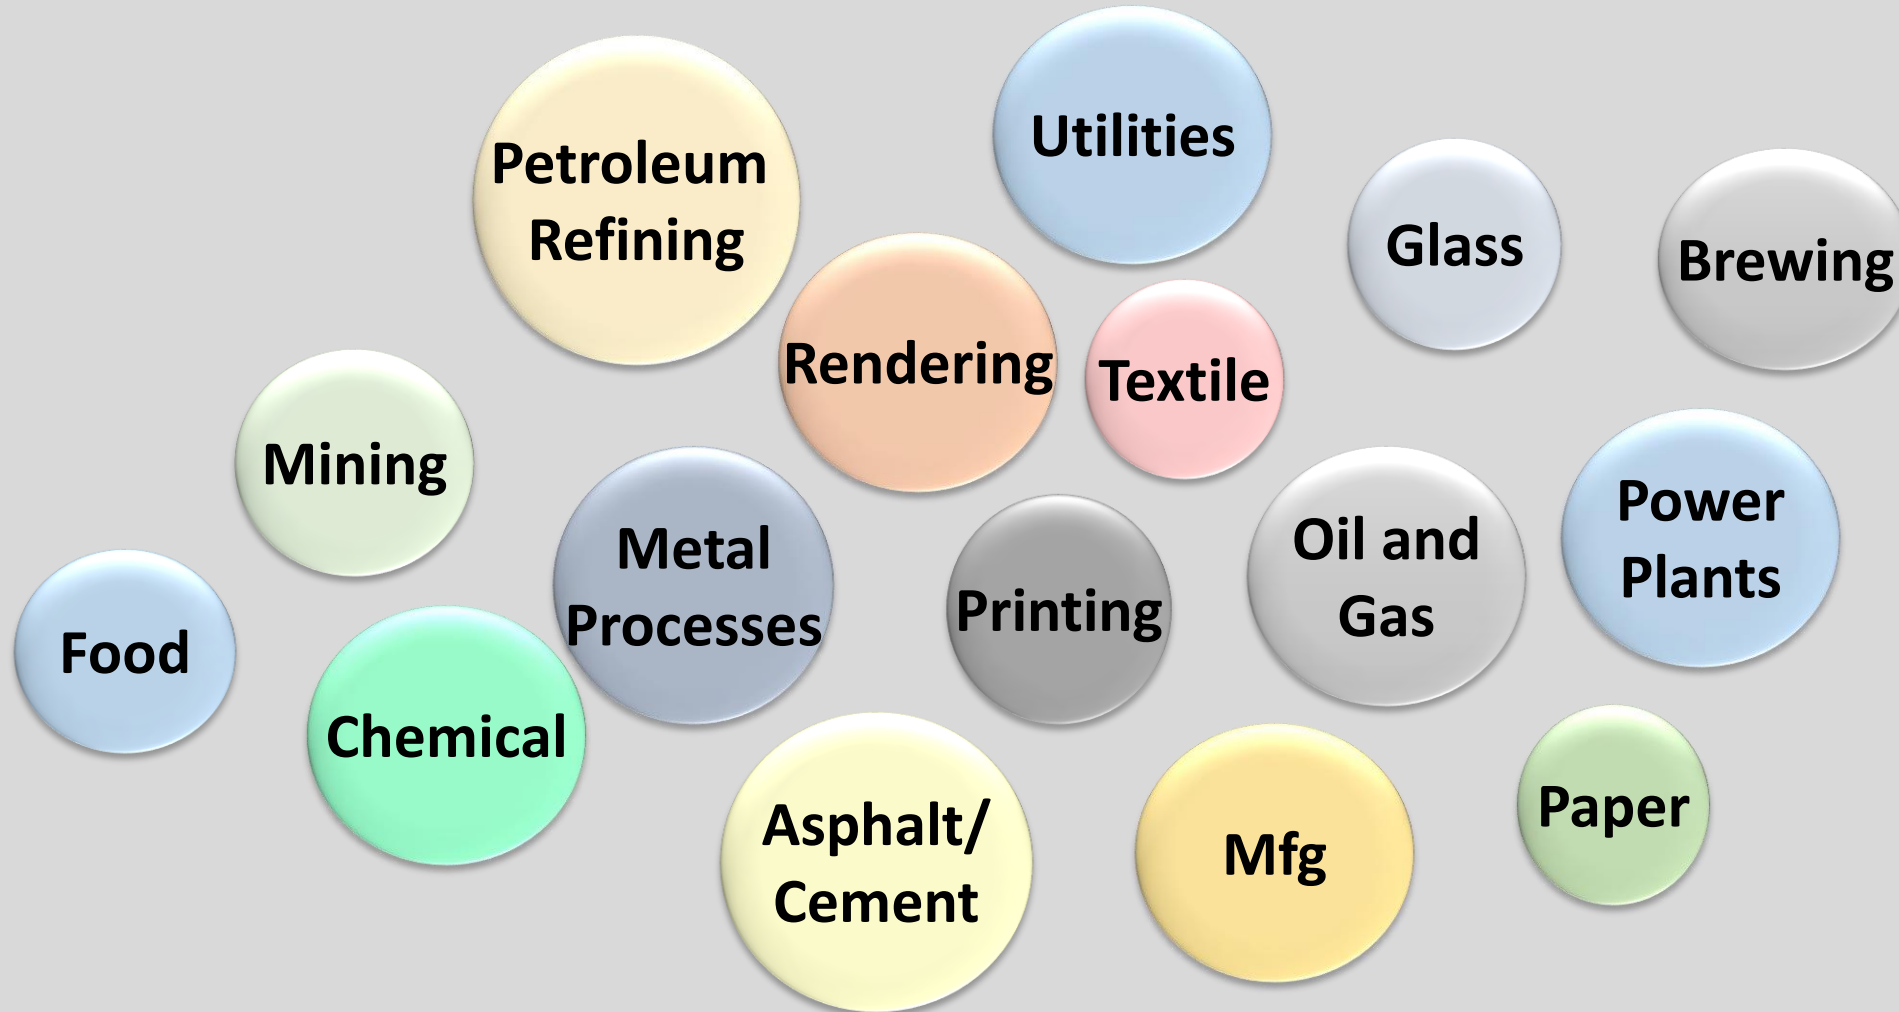 Utilities
Petroleum
Refining
Glass
Brewing
Rendering
Textile
Mining
Metal
Processes
Printing
Oil and
Gas
Power
Plants
Food
Chemical
Asphalt/
Cement
Mfg
Paper